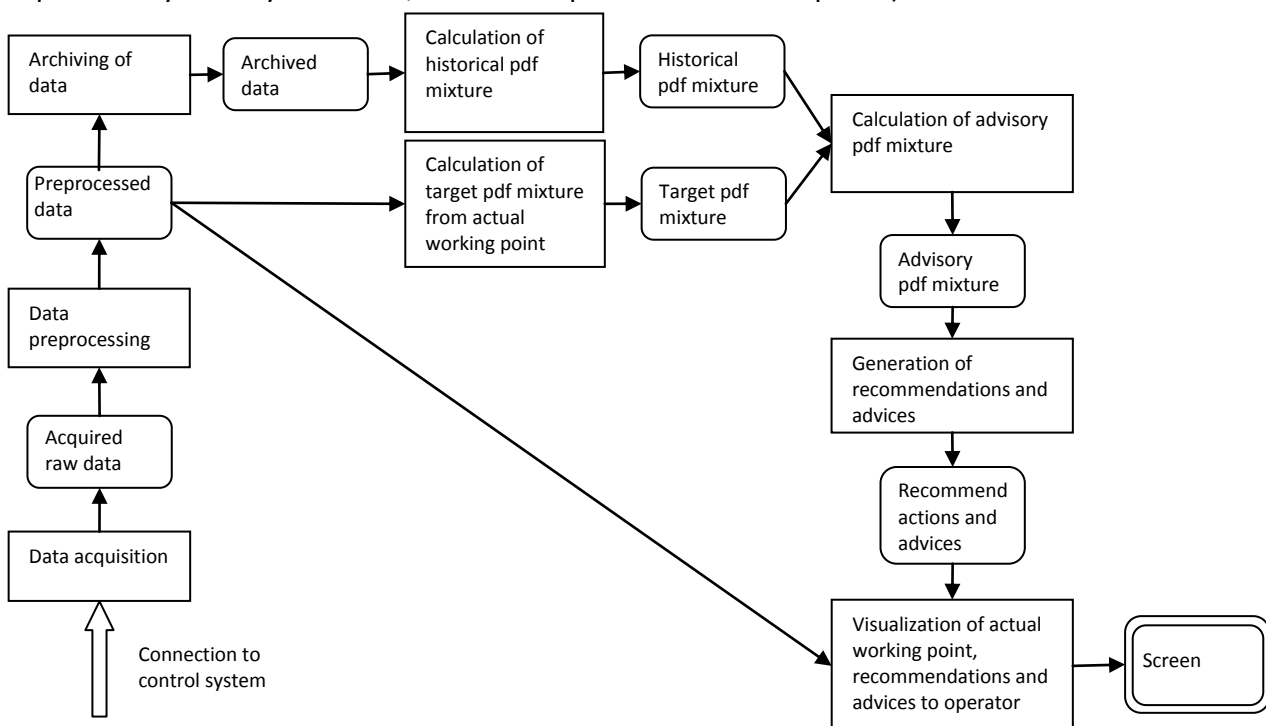 Archiving of
data
Archived
data
Calculation of
historical pdf
mixture
Historical
pdf mixture
Calculation of advisory
pdf mixture
Preprocessed
data
Calculation of
target pdf mixture
from actual
working point
Target pdf
mixture
Advisory
pdf mixture
Data
preprocessing
Generation of
recommendations and
advices
Acquired
raw data
Recommend
actions and
advices
Data acquisition
Visualization of actual
working point,
recommendations and
advices to operator
Screen
Connection to
control system